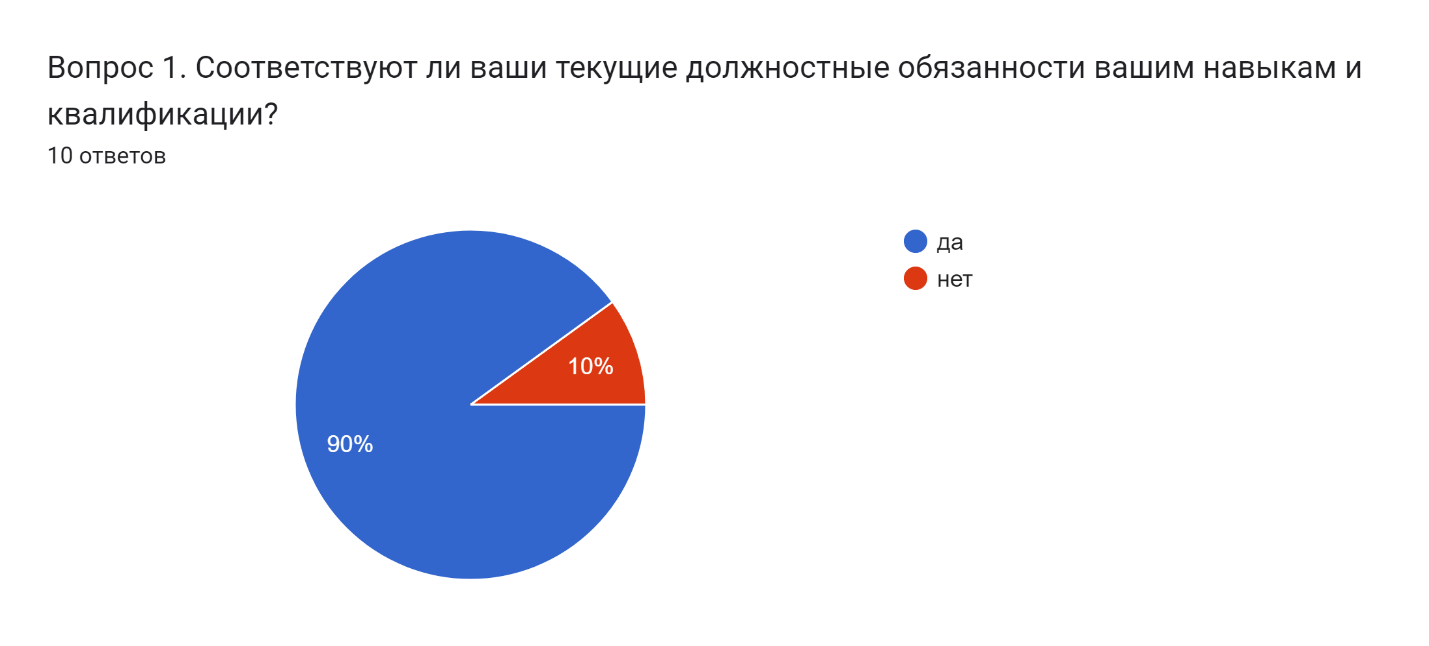 Вопрос 1. Соответствуют ли ваши текущие должностные обязанности вашим навыкам и
квалификации?
10 ответов
да
нет
10%
90%